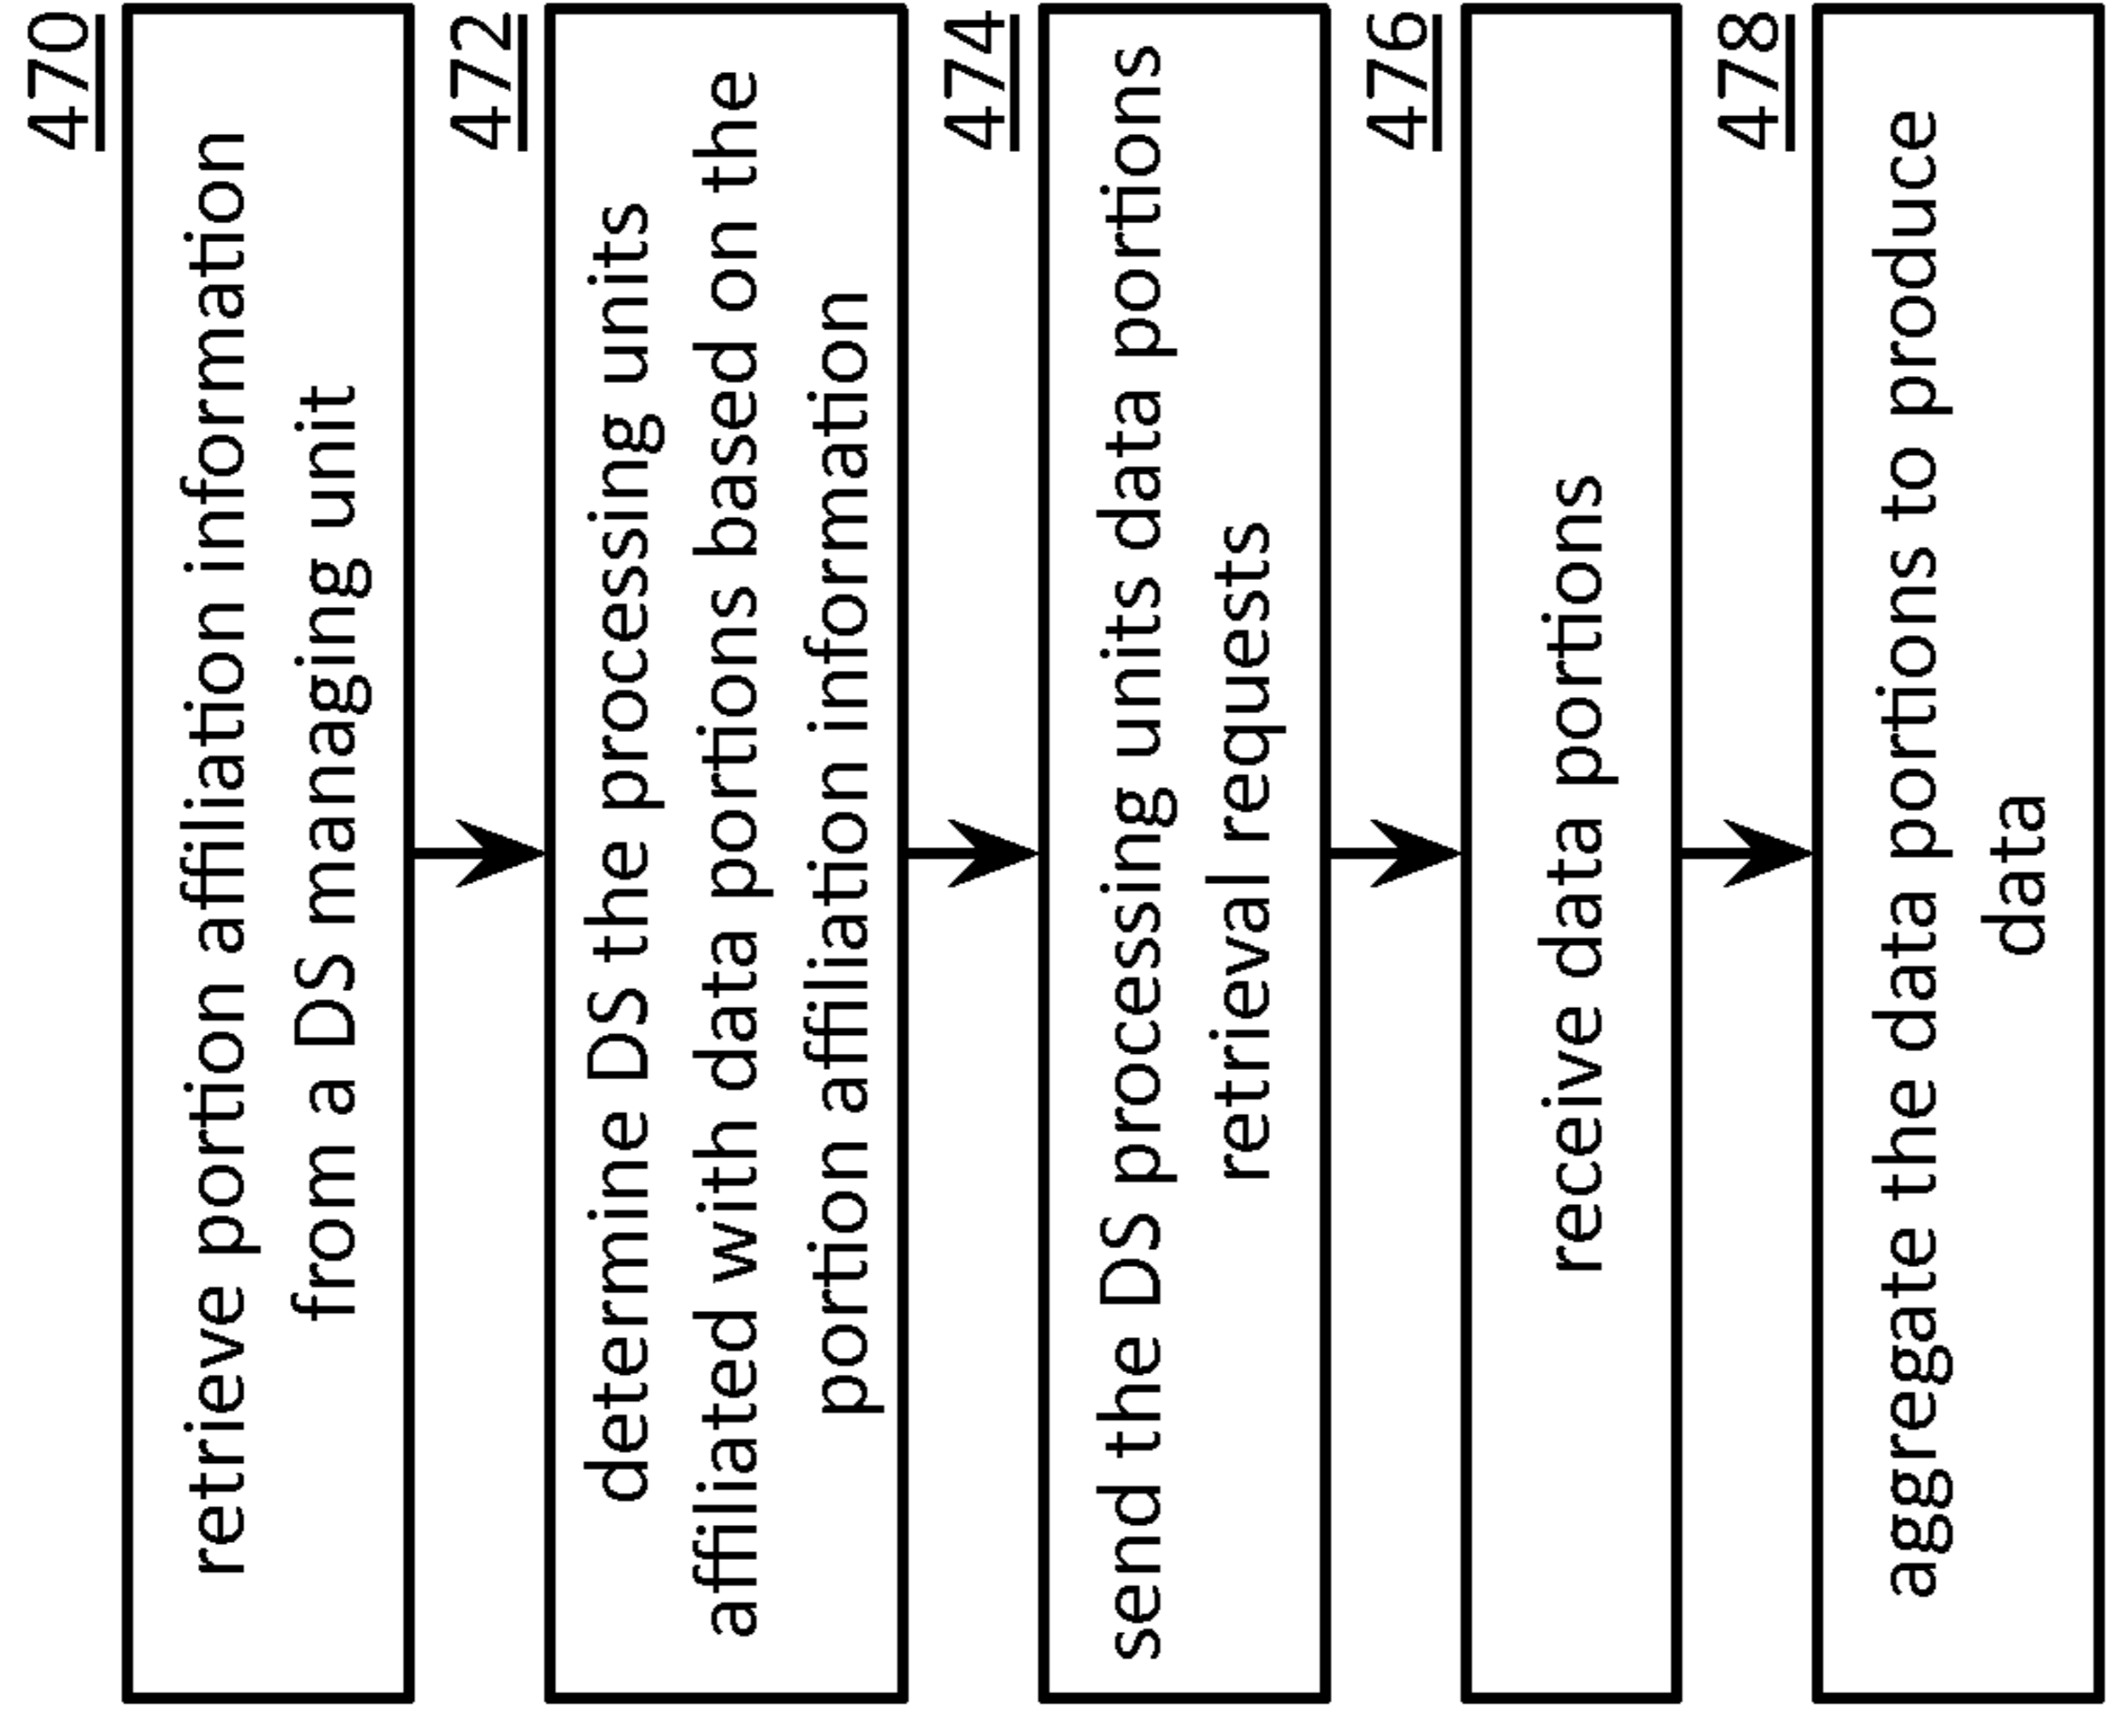 470
retrieve portion affiliation information
from a DS managing unit
472
determine DS the processing units
affiliated with data portions based on the
portion affiliation information
474
send the DS processing units data portions
retrieval requests
476
receive data portions
478
aggregate the data portions to produce
data